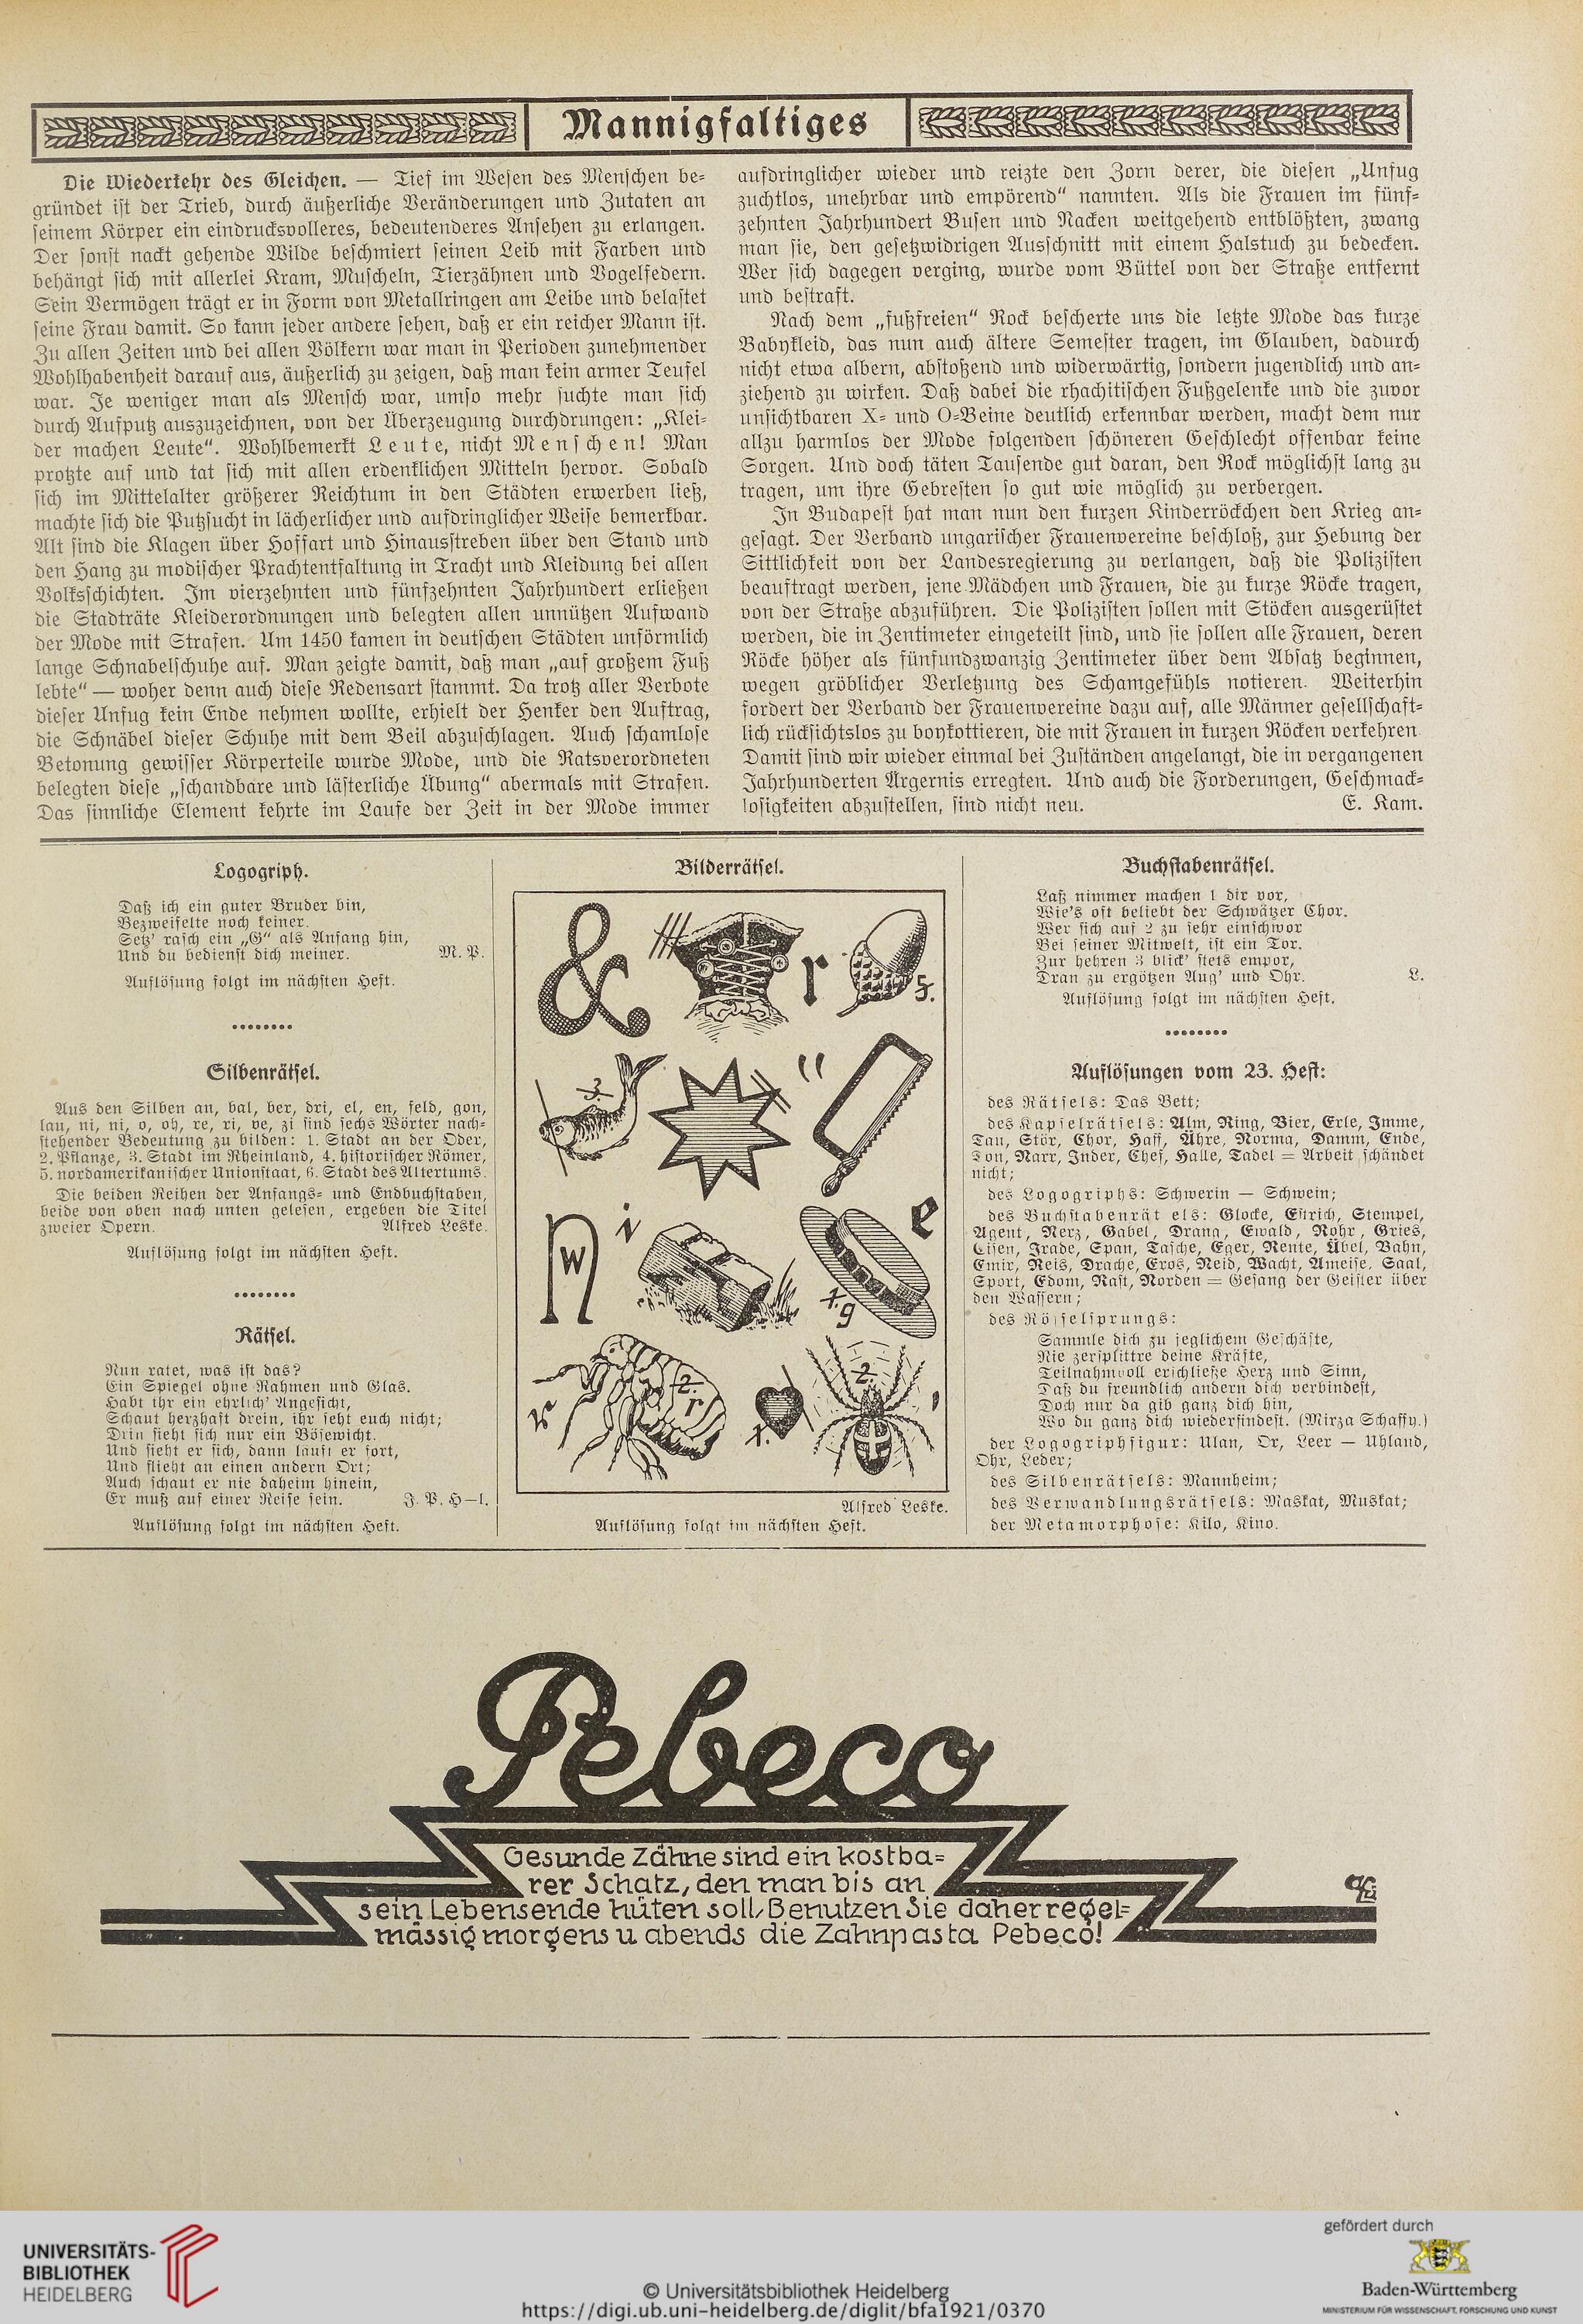 Mannigfaltiges
Die Wiederkehr des Gleichen. — Tief im Wesen des Menschen be-
gründet ist der Trieb, durch äußerliche Veränderungen und Zutaten an
seinem Körper ein eindrucksvolleres, bedeutenderes Ansehen zu erlangen.
Der sonst nackt gehende Wilde beschmiert seinen Leib mit Farben und
behängt sich mit allerlei Kram, Muscheln, Tierzähnen und Vogelfedern.
Sein Vermögen trägt er in Form von Metallringen am Leibe und belastet
seine Frau damit. So kann jeder andere sehen, daß er ein reicher Mann ist.
Zu allen Zeiten und bei allen Völkern war man in Perioden zunehmender
Wohlhabenheit darauf aus, äußerlich zu zeigen, daß man kein armer Teufel
war. Je weniger man als Mensch war, umso mehr suchte man sich
durch Aufputz auszuzeichnen, von der Überzeugung durchdrungen: „Klei-
der machen Leute“. Wohlbemerkt Leute, nicht Menschen! Man
protzte auf und tat sich mit allen erdenklichen Mitteln hervor. Sobald
sich im Mittelalter größerer Reichtum in den Städten erwerben ließ,
machte sich die Putzsucht in lächerlicher und aufdringlicher Weise bemerkbar.
Alt sind die Klagen über Hoffart und Hinausstreben über den Stand und
den Hang zu modischer Prachtentfaltung in Tracht und Kleidung bei allen
Volksschichten. Im vierzehnten und fünfzehnten Jahrhundert erließen
die Stadträte Kleiderordnungen und belegten allen unnützen Aufwand
der Mode mit Strafen. Um 1450 kamen in deutschen Städten unförmlich
lange Schnabelschuhe auf. Man zeigte damit, daß man „auf großem Fuß
lebte“ — woher denn auch diese Redensart stammt. Da trotz aller Verbote
dieser Unfug kein Ende nehmen wollte, erhielt der Henker den Auftrag,
die Schnäbel dieser Schuhe mit dem Beil abzuschlagen. Auch schamlose
Betonung gewisser Körperteile wurde Mode, und die Ratsverordneten
belegten diese „schandbare und lästerliche Übung“ abermals mit Strafen.
Das sinnliche Element kehrte im Laufe der Zeit in der Mode immer
aufdringlicher wieder und reizte den Zorn derer, die diesen „Unfug
zuchtlos, unehrbar und empörend“ nannten. Als die Frauen im fünf-
zehnten Jahrhundert Busen und Nacken weitgehend entblößten, zwang
man sie, den gesetzwidrigen Ausschnitt mit einem Halstuch zu bedecken.
Wer sich dagegen verging, wurde vom Büttel von der Straße entfernt
und bestraft.
Nach dem „fußfreien“ Rock bescherte uns die letzte Mode das kurze
Babykleid, das nun auch ältere Semester tragen, im Glauben, dadurch
nicht etwa albern, abstoßend und widerwärtig, sondern jugendlich und an-
ziehend zu wirken. Daß dabei die rhachitischen Fußgelenke und die zuvor
unsichtbaren X- und O-Beine deutlich erkennbar werden, macht dem nur
allzu harmlos der Mode folgenden schöneren Geschlecht offenbar keine
Sorgen. Und doch täten Tausende gut daran, den Rock möglichst lang zu
tragen, um ihre Gebresten so gut wie möglich zu verbergen.
In Budapest hat man nun den kurzen Kinderröckchen den Krieg an-
gesagt. Der Verband ungarischer Frauenvereine beschloß, zur Hebung der
Sittlichkeit von der Landesregierung zu verlangen, daß die Polizisten
beauftragt werden, jene Mädchen und Frauen, die zu kurze Röcke tragen,
von der Straße abzuführen. Die Polizisten sollen mit Stöcken ausgerüstet
werden, die in Zentimeter eingeteilt sind, und sie sollen alle Frauen, deren
Röcke höher als fünfundzwanzig Zentimeter über dem Absatz beginnen,
wegen gröblicher Verletzung des Schamgefühls notieren. Weiterhin
fordert der Verband der Frauenvereine dazu auf, alle Männer gesellschaft-
lich rücksichtslos zu boykottieren, die mit Frauen in kurzen Röcken verkehren
Damit sind wir wieder einmal bei Zuständen angelangt, die in vergangenen
Jahrhunderten Ärgernis erregten. Und auch die Forderungen, Geschmack-
losigkeiten abzustellen, sind nicht neu. E. Kam.
Logogriph.
Daß ich ein guter Bruder bin,
Bezweifelte noch keiner.
Setz' rasch ein „G“ als Anfang hin,
Und du bedienst dich meiner. M. P.
Auflösung folgt im nächsten Heft.
Silbenrätsel.
Aus den Silben an, bal, ber, dri, el, en, feld, gon,
lau, ni, ni, o, oh, re, ri, ve, zi sind sechs Wörter nach-
stehender Bedeutung zu bilden: 1. Stadt an der Oder,
2. Pflanze, 3. Stadt im Rheinland, 4. historischer Römer,
5. nordamerikanischer Unionstaat, 6. Stadt des Altertums.
Die beiden Reihen der Anfangs- und Endbuchstaben,
beide von oben nach unten gelesen, ergeben die Titel
zweier Opern. Alfred Leske.
Auflösung folgt im nächsten Heft.
Rätsel.
Nun ratet, was ist das?
Ein Spiegel ohne Rahmen und Glas.
Habt ihr ein ehrlich' Angesicht,
Schaut herzhaft drein, ihr seht euch nicht;
Drin sieht sich nur ein Bösewicht.
Und sieht er sich, dann läuft er fort,
Und flieht an einen andern Ort;
Auch schaut er nie daheim hinein,
Er muß auf einer Reise sein. J. P. H—l.
Auflösung folgt im nächsten Heft.
Bilderrätsel.
& r 5.
3. "
n w i e 1. g
r 2. r 1. 2. '
Alfred Leske.
Auflösung folgt im nächsten Heft.
Buchstabenrätsel.
Laß nimmer machen 1 dir vor,
Wie's oft beliebt der Schwätzer Chor.
Wer sich auf 2 zu sehr einschwor
Bei seiner Mitwelt, ist ein Tor.
Zur hehren 3 blick' stets empor,
Dran zu ergötzen Aug' und Ohr. L.
Auflösung folgt im nächsten Heft.
Auflösungen vom 23. Heft:
des Rätsels: Das Bett;
des Kapselrätsels: Alm, Ring, Bier, Erle, Imme,
Tau, Stör, Chor, Haff, Ähre, Norma, Damm, Ende,
Ton, Narr, Inder, Chef, Halle, Tadel = Arbeit schändet
nicht;
des Logogriphs: Schwerin — Schwein;
des Buchstabenrät els: Glocke, Estrich, Stempel,
Agent, Nerz, Gabel, Drang, Ewald, Rohr, Gries,
Eisen, Irade, Span, Tasche, Eger, Rente, Übel, Bahn,
Emir, Reis, Drache, Eros, Neid, Wacht, Ameise, Saal,
Sport, Edom, Rast, Norden = Gesang der Geister über
den Wassern;
des Rösselsprungs:
Sammle dich zu jeglichem Geschäfte,
Nie zersplittre deine Kräfte,
Teilnahmvoll erschließe Herz und Sinn,
Daß du freundlich andern dich verbindest,
Doch nur da gib ganz dich hin,
Wo du ganz dich wiederfindest. (Mirza Schaffy.)
der Logogriphfigur: Ulan, Or, Leer — Uhland,
Ohr, Leder;
des Silbenrätsels: Mannheim;
des Verwandlungsrätsels: Maskat, Muskat;
der Metamorphose: Kilo, Kino.
Pebeco
Gesunde Zähne sind ein kostba=
rer Schatz, den man bis an
sein Lebensende hüten soll, Benutzen Sie daher regel=
mässig morgens u abends die Zahnpasta Pebeco!
UNIVERSITÄTS-
BIBLIOTHEK
HEIDELBERG
© Universitätsbibliothek Heidelberg
https://digi.ub.uni-heidelberg.de/diglit/bfa1921/0370
gefördert durch
Baden-Württemberg
MINISTERIUM FÜR WISSENSCHAFT, FORSCHUNG UND KUNST